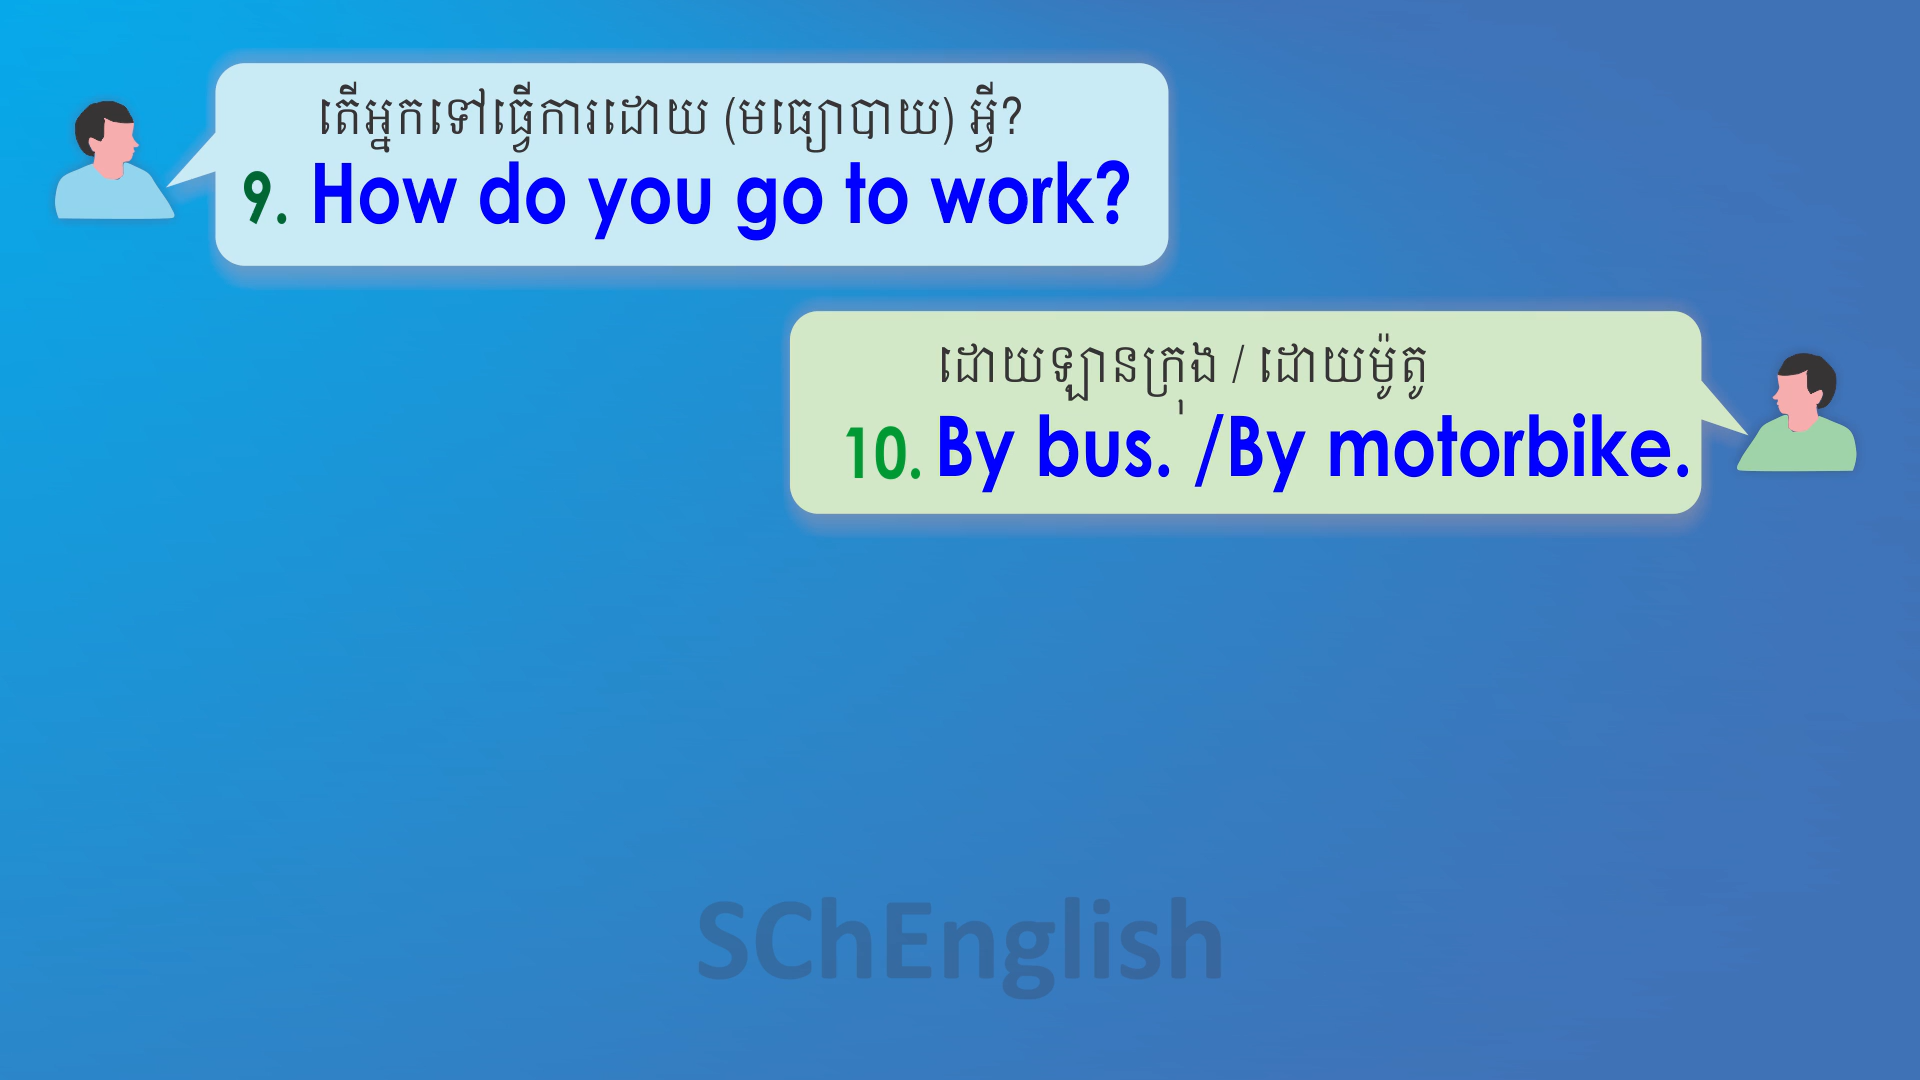 តើអ្នកទៅធ្វើការដោយ (មធ្យោបាយ) អ្វី?
9. How do you go to work?
ដោយឡានក្រុង / ដោយម៉ូតូ
10. By bus. /By motorbike.
SChEnglish